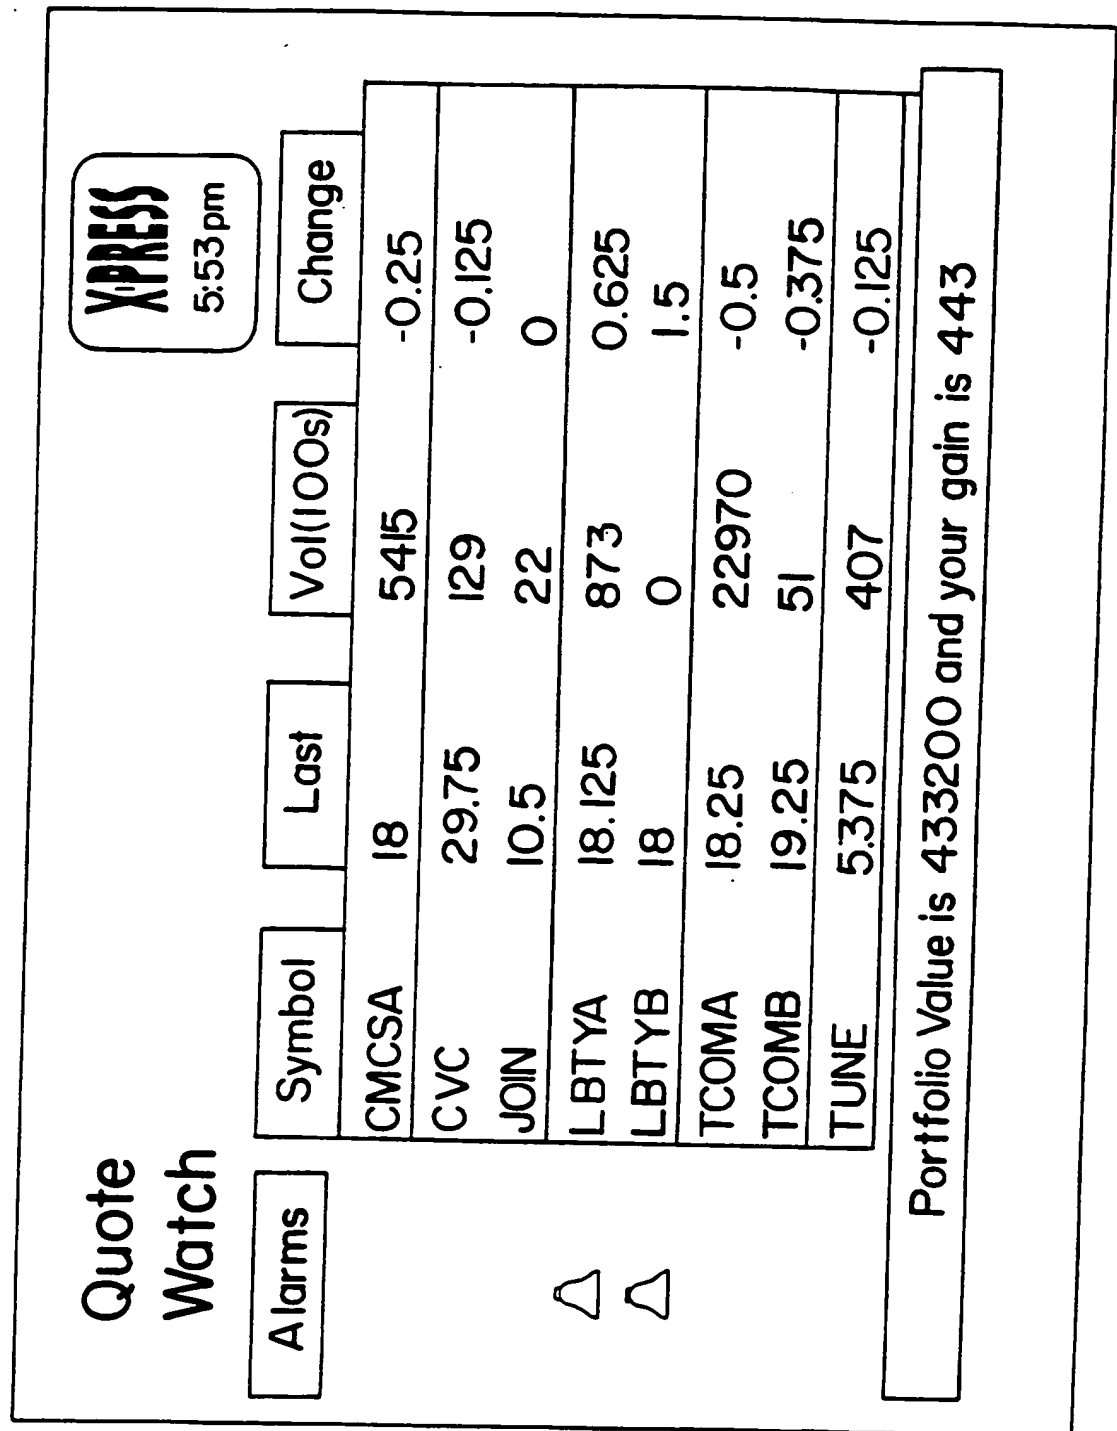 Quote
Watch
X·PRESS
5:53pm
Alarms Symbol Last Vol(100s) Change
CMCSA 18 5415 -0.25
CVC 29.75 129 -0.125
JOIN 10.5 22 0
LBTYA 18.125 873 0.625
LBTYB 18 0 1.5
TCOMA 18.25 22970 -0.5
TCOMB 19.25 51 -0.375
TUNE 5.375 407 -0.125
Portfolio Value is 433200 and your gain is 443